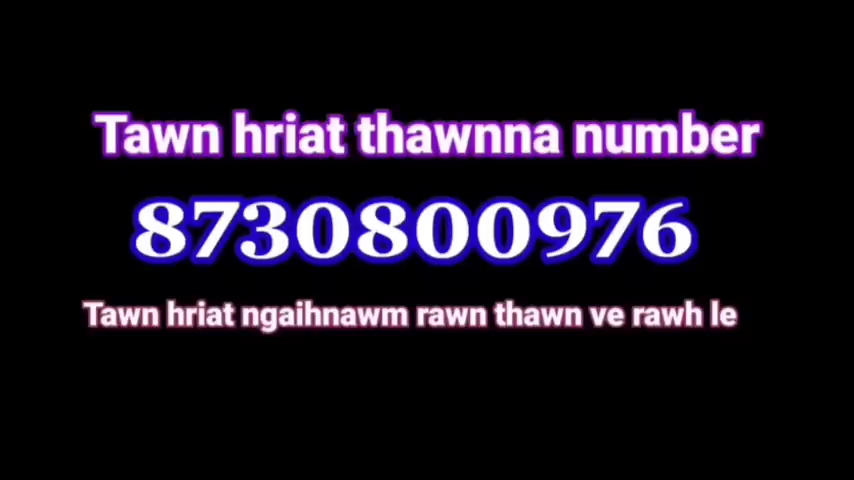 Tawn hriat thawnna number
8730800976
Tawn hriat ngaihnawm rawn thawn ve rawh le